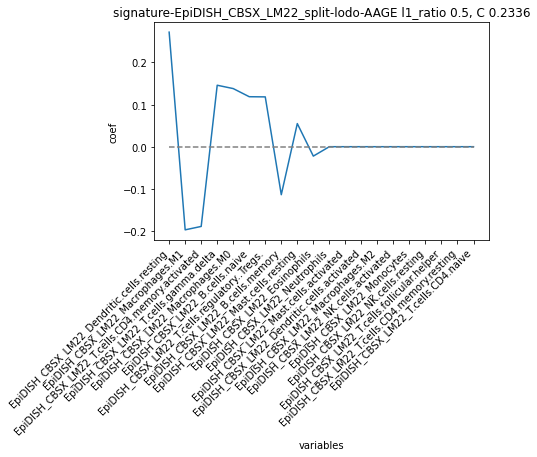 signature-EpiDISH_CBSX_LM22_split-lodo-AAGE l1_ratio 0.5, C 0.2336
coef
0.2
0.1
0.0
−0.1
−0.2
EpiDISH_CBSX_LM22_Dendritic.cells.resting
EpiDISH_CBSX_LM22_Macrophages.M1
EpiDISH_CBSX_LM22_T.cells.CD4.memory.activated
EpiDISH_CBSX_LM22_T.cells.gamma.delta
EpiDISH_CBSX_LM22_Macrophages.M0
EpiDISH_CBSX_LM22_B.cells.naive
EpiDISH_CBSX_LM22_T.cells.regulatory..Tregs.
EpiDISH_CBSX_LM22_B.cells.memory
EpiDISH_CBSX_LM22_Mast.cells.resting
EpiDISH_CBSX_LM22_Eosinophils
EpiDISH_CBSX_LM22_Neutrophils
EpiDISH_CBSX_LM22_Mast.cells.activated
EpiDISH_CBSX_LM22_Dendritic.cells.activated
EpiDISH_CBSX_LM22_Macrophages.M2
EpiDISH_CBSX_LM22_NK.cells.activated
EpiDISH_CBSX_LM22_Monocytes
EpiDISH_CBSX_LM22_NK.cells.resting
EpiDISH_CBSX_LM22_T.cells.follicular.helper
EpiDISH_CBSX_LM22_T.cells.CD4.memory.resting
EpiDISH_CBSX_LM22_T.cells.CD4.naive
variables